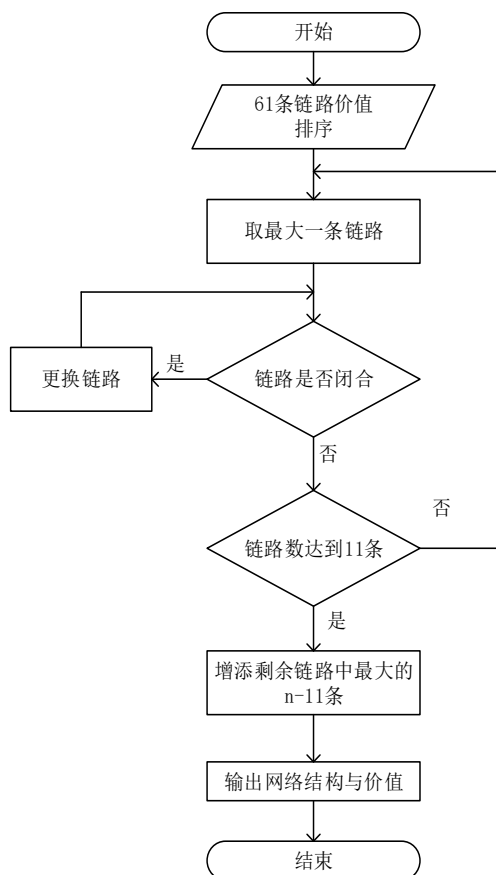 开始
61条链路价值
排序
取最大一条链路
更换链路
是
链路是否闭合
否
否
链路数达到11条
是
增添剩余链路中最大的
n-11条
输出网络结构与价值
结束